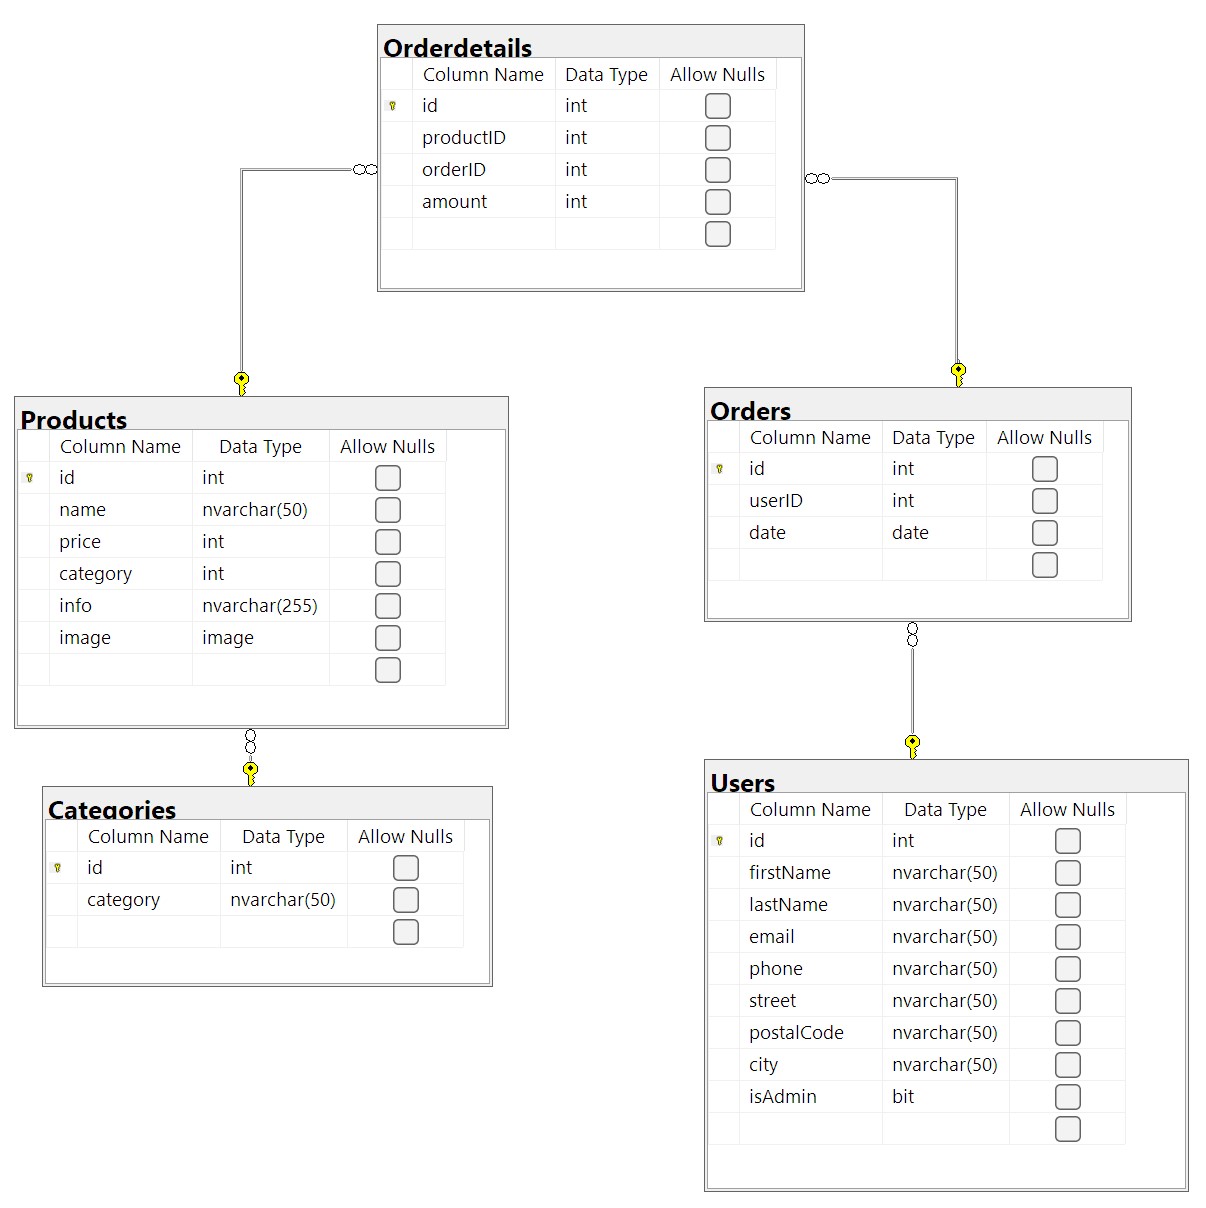 Orderdetails
Column Name Data Type Allow Nulls
id int
productID int
orderID int
amount int
Products
Column Name Data Type Allow Nulls
id int
name nvarchar(50)
price int
category int
info nvarchar(255)
image image
Orders
Column Name Data Type Allow Nulls
id int
userID int
date date
Categories
Column Name Data Type Allow Nulls
id int
category nvarchar(50)
Users
Column Name Data Type Allow Nulls
id int
firstName nvarchar(50)
lastName nvarchar(50)
email nvarchar(50)
phone nvarchar(50)
street nvarchar(50)
postalCode nvarchar(50)
city nvarchar(50)
isAdmin bit